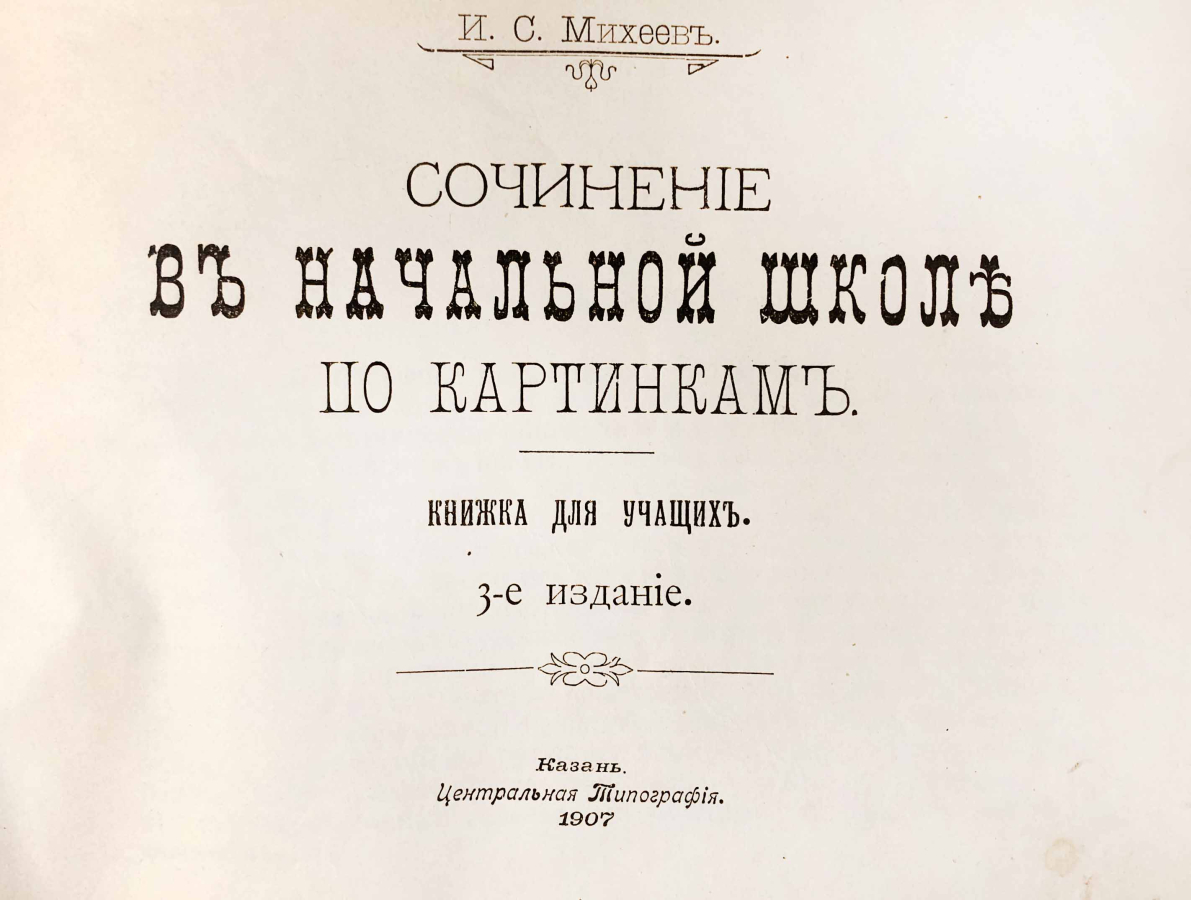 И. С. Михеевъ.
СОЧИНЕНІЕ
ВЪ НАЧАЛЬНОЙ ШКОЛѢ
ПО КАРТИНКАМЪ.
КНИЖКА ДЛЯ УЧАЩИХЪ.
3-е изданіе.
Казань.
Центральная Типографія.
1907